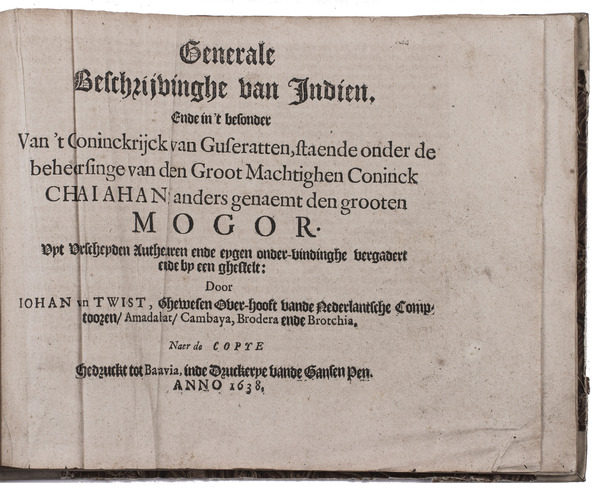 Generale
Beschrijvinghe van Indien.
Ende in 't besonder
Van 't Coninckrijck van Guseratten, staende onder de
beheersinge van den Groot Machtighen Coninck
CHAIAHAN: anders genaemt den grooten
MOGOR.
Uyt Verscheyden Autheuren ende eygen onder-vindinghe vergadert
ende by een ghestelt:
Door
IOHAN van TWIST, Ghewesen Over-hooft vande Nederlantsche Comp-
tooren/ Amadabat/ Cambaya, Brodera ende Brotchia.
Naer de COPYE
Gedruckt tot Batavia, inde Druckerye vande Gansen Pen.
ANNO 1638.